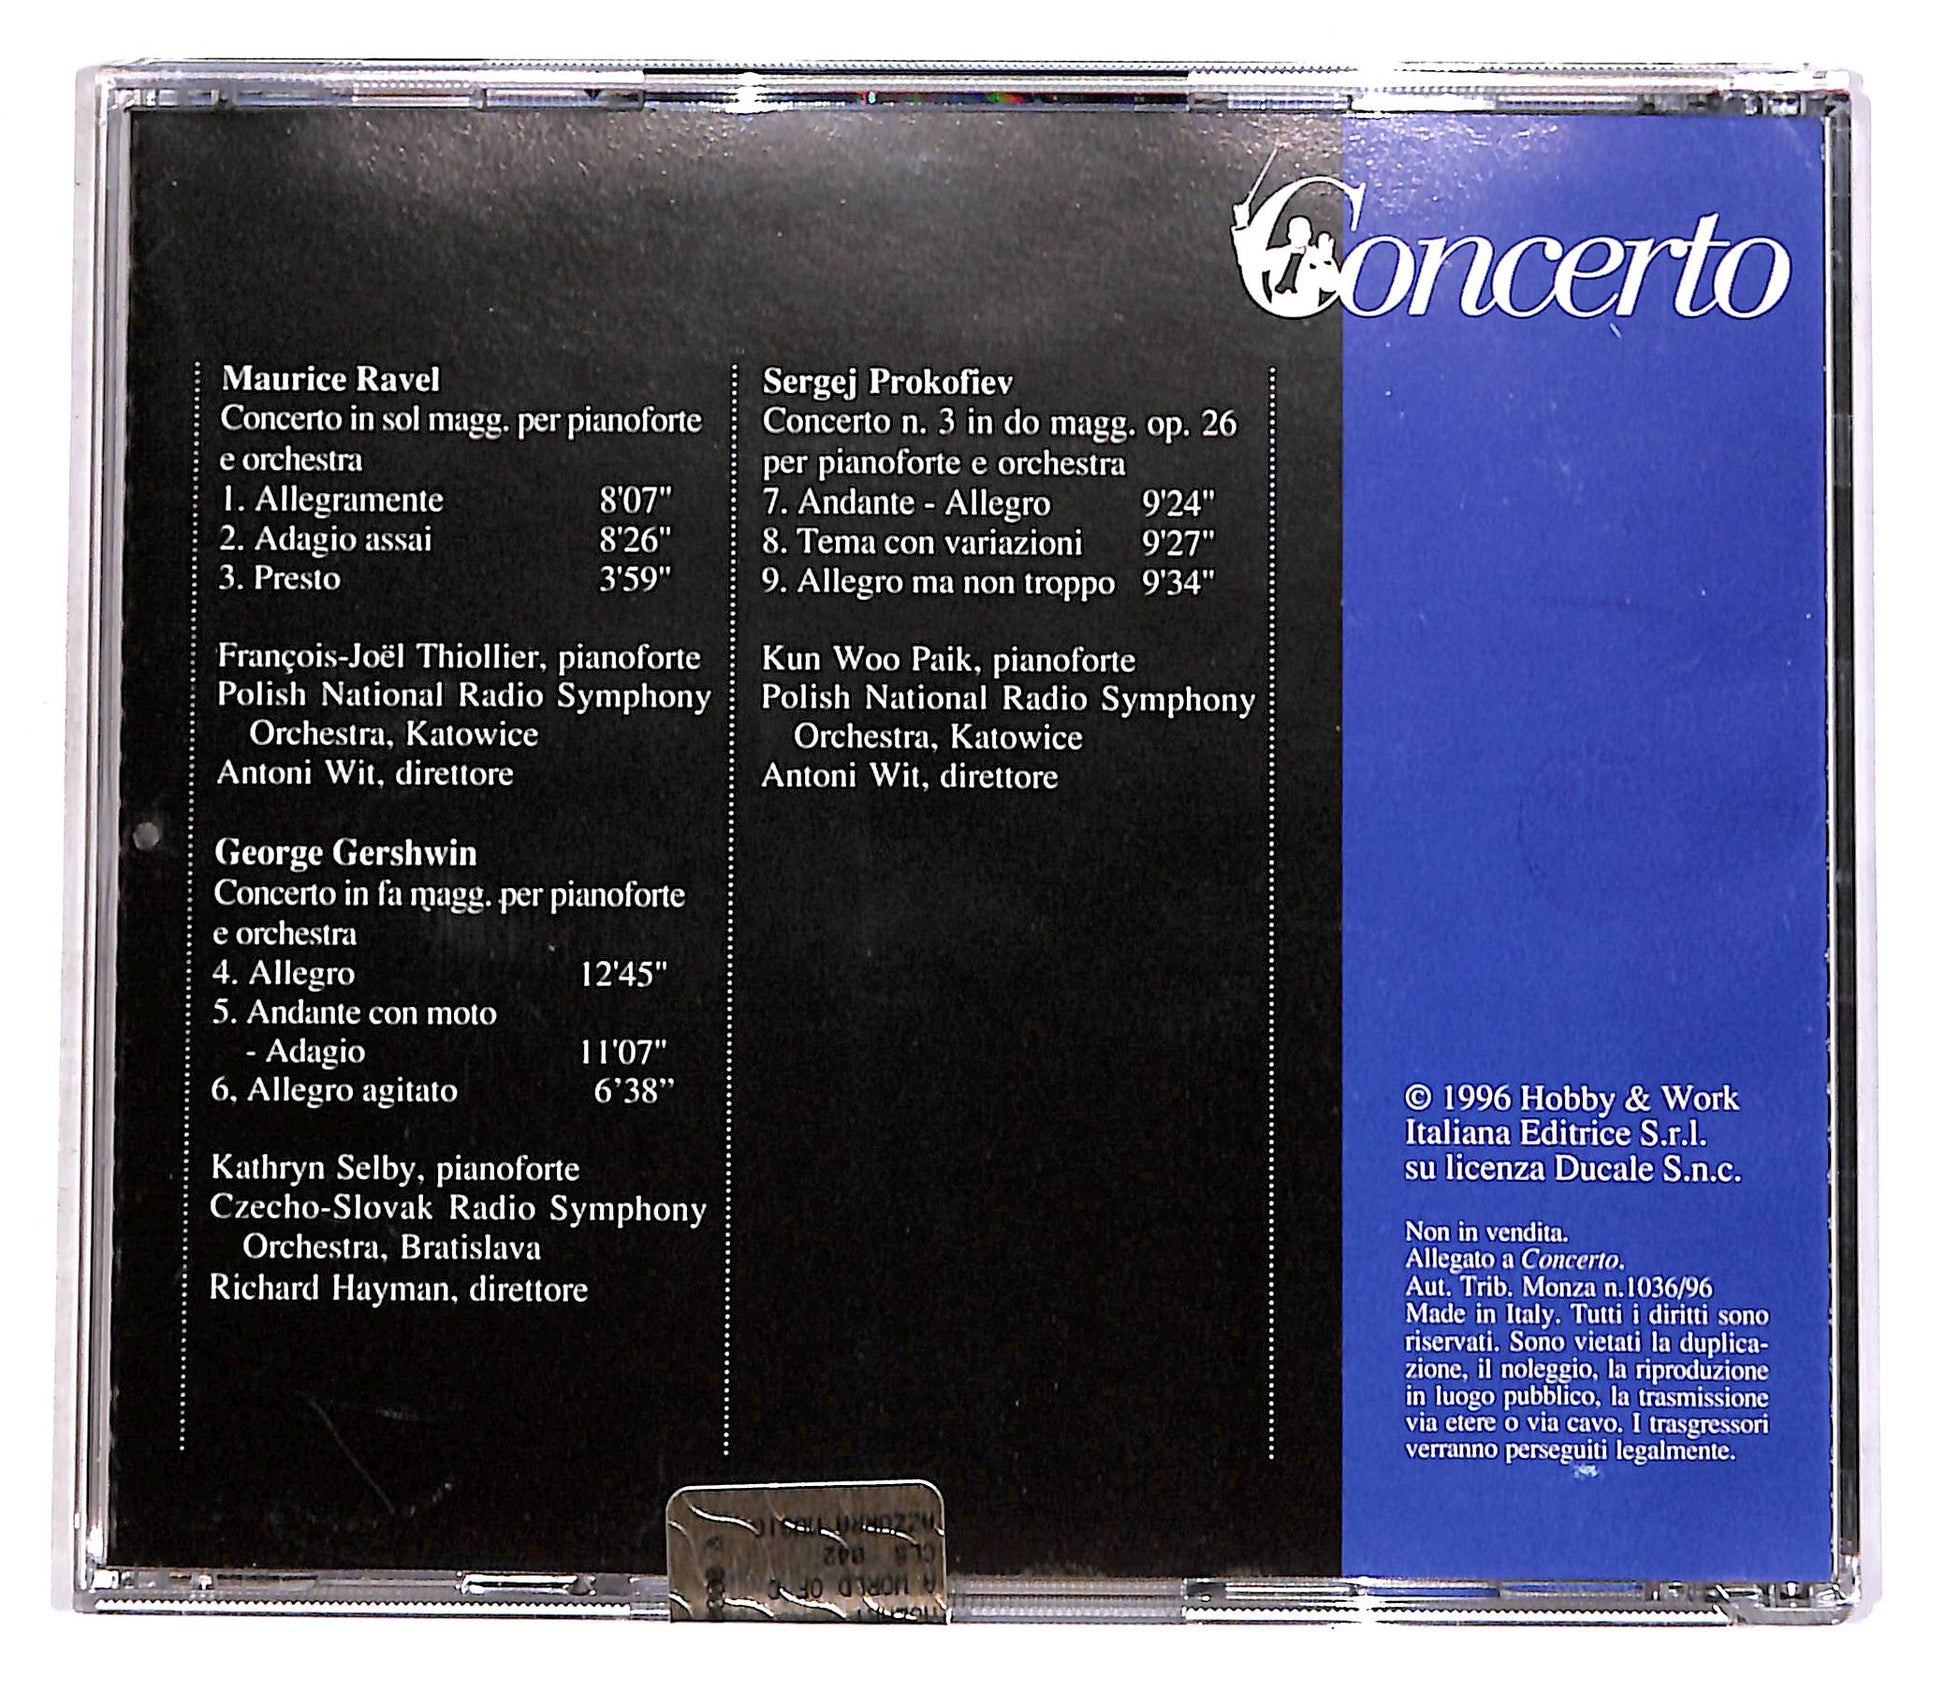 Concerto
Maurice Ravel
Concerto in sol magg. per pianoforte
e orchestra
1. Allegramente 8'07"
2. Adagio assai 8'26"
3. Presto 3'59"
François-Joël Thiollier, pianoforte
Polish National Radio Symphony
Orchestra, Katowice
Antoni Wit, direttore
George Gershwin
Concerto in fa magg. per pianoforte
e orchestra
4. Allegro 12'45"
5. Andante con moto
- Adagio 11'07"
6, Allegro agitato 6'38"
Kathryn Selby, pianoforte
Czecho-Slovak Radio Symphony
Orchestra, Bratislava
Richard Hayman, direttore
Sergej Prokofiev
Concerto n. 3 in do magg. op. 26
per pianoforte e orchestra
7. Andante - Allegro 9'24"
8. Tema con variazioni 9'27"
9. Allegro ma non troppo 9'34"
Kun Woo Paik, pianoforte
Polish National Radio Symphony
Orchestra, Katowice
Antoni Wit, direttore
© 1996 Hobby & Work
Italiana Editrice S.r.l.
su licenza Ducale S.n.c.
Non in vendita.
Allegato a Concerto.
Aut. Trib. Monza n.1036/96
Made in Italy. Tutti i diritti sono
riservati. Sono vietati la duplica-
zione, il noleggio, la riproduzione
in luogo pubblico, la trasmissione
via etere o via cavo. I trasgressori
verranno perseguiti legalmente.
A WORLD OF
CLS 042